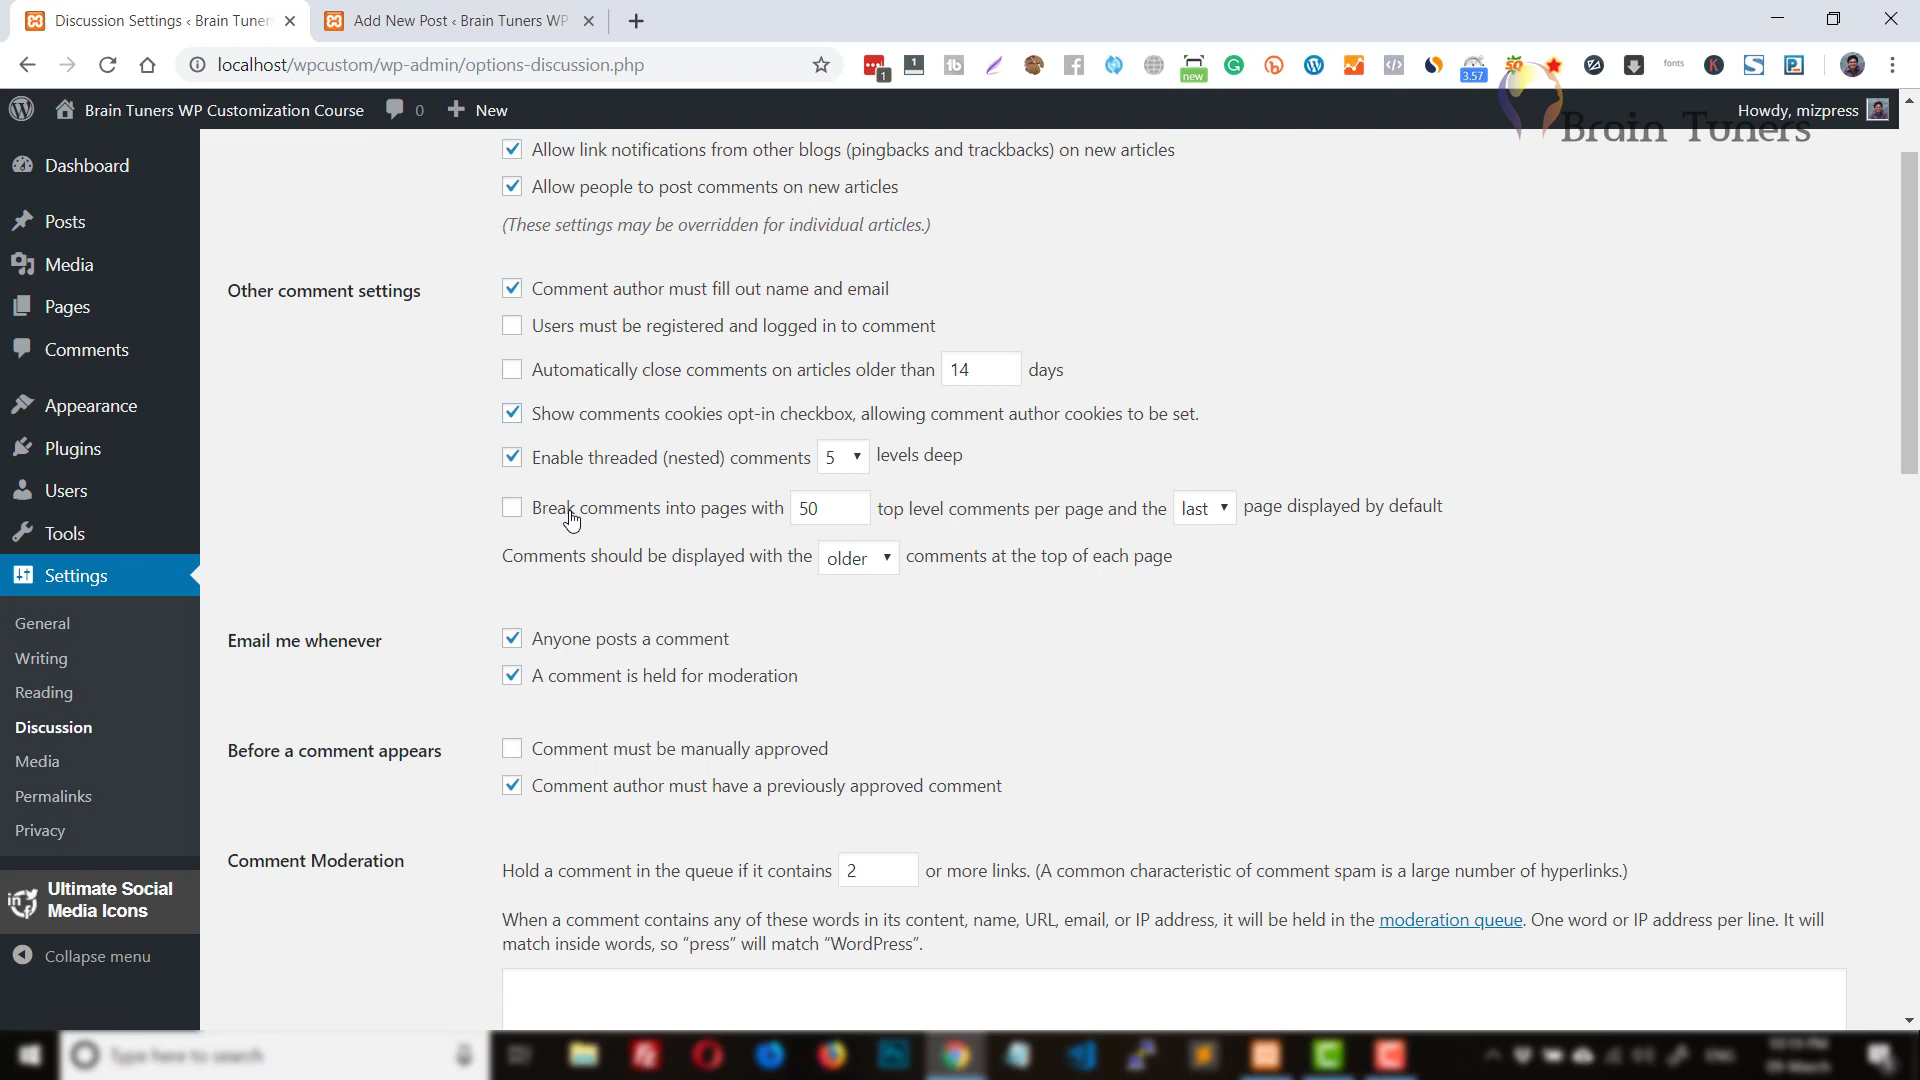 Discussion Settings ‹ Brain Tuner
Add New Post ‹ Brain Tuners WP
localhost/wpcustom/wp-admin/options-discussion.php
1
1
tb
new
SQ
3.57
fonts
K
Brain Tuners WP Customization Course
0
New
Howdy, mizpress
Brain Tuners
Dashboard
Posts
Media
Pages
Comments
Appearance
Plugins
Users
Tools
Settings
General
Writing
Reading
Discussion
Media
Permalinks
Privacy
Ultimate Social
Media Icons
Collapse menu
Allow link notifications from other blogs (pingbacks and trackbacks) on new articles
Allow people to post comments on new articles
(These settings may be overridden for individual articles.)
Other comment settings
Comment author must fill out name and email
Users must be registered and logged in to comment
Automatically close comments on articles older than 14 days
Show comments cookies opt-in checkbox, allowing comment author cookies to be set.
Enable threaded (nested) comments 5 levels deep
Break comments into pages with 50 top level comments per page and the last page displayed by default
Comments should be displayed with the older comments at the top of each page
Email me whenever
Anyone posts a comment
A comment is held for moderation
Before a comment appears
Comment must be manually approved
Comment author must have a previously approved comment
Comment Moderation
Hold a comment in the queue if it contains 2 or more links. (A common characteristic of comment spam is a large number of hyperlinks.)
When a comment contains any of these words in its content, name, URL, email, or IP address, it will be held in the moderation queue. One word or IP address per line. It will
match inside words, so “press” will match “WordPress”.
Type here to search
ENG